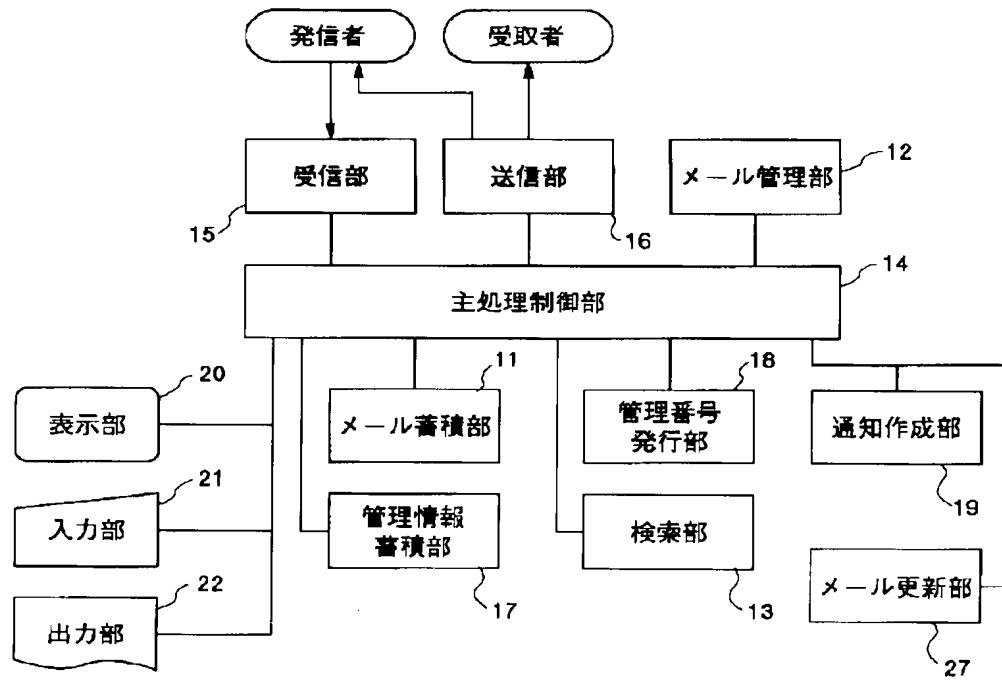 発信者
受取者
受信部
15
送信部
16
メール管理部
12
主処理制御部
14
表示部
20
メール蓄積部
11
管理番号
発行部
18
通知作成部
19
入力部
21
管理情報
蓄積部
17
検索部
13
メール更新部
27
出力部
22